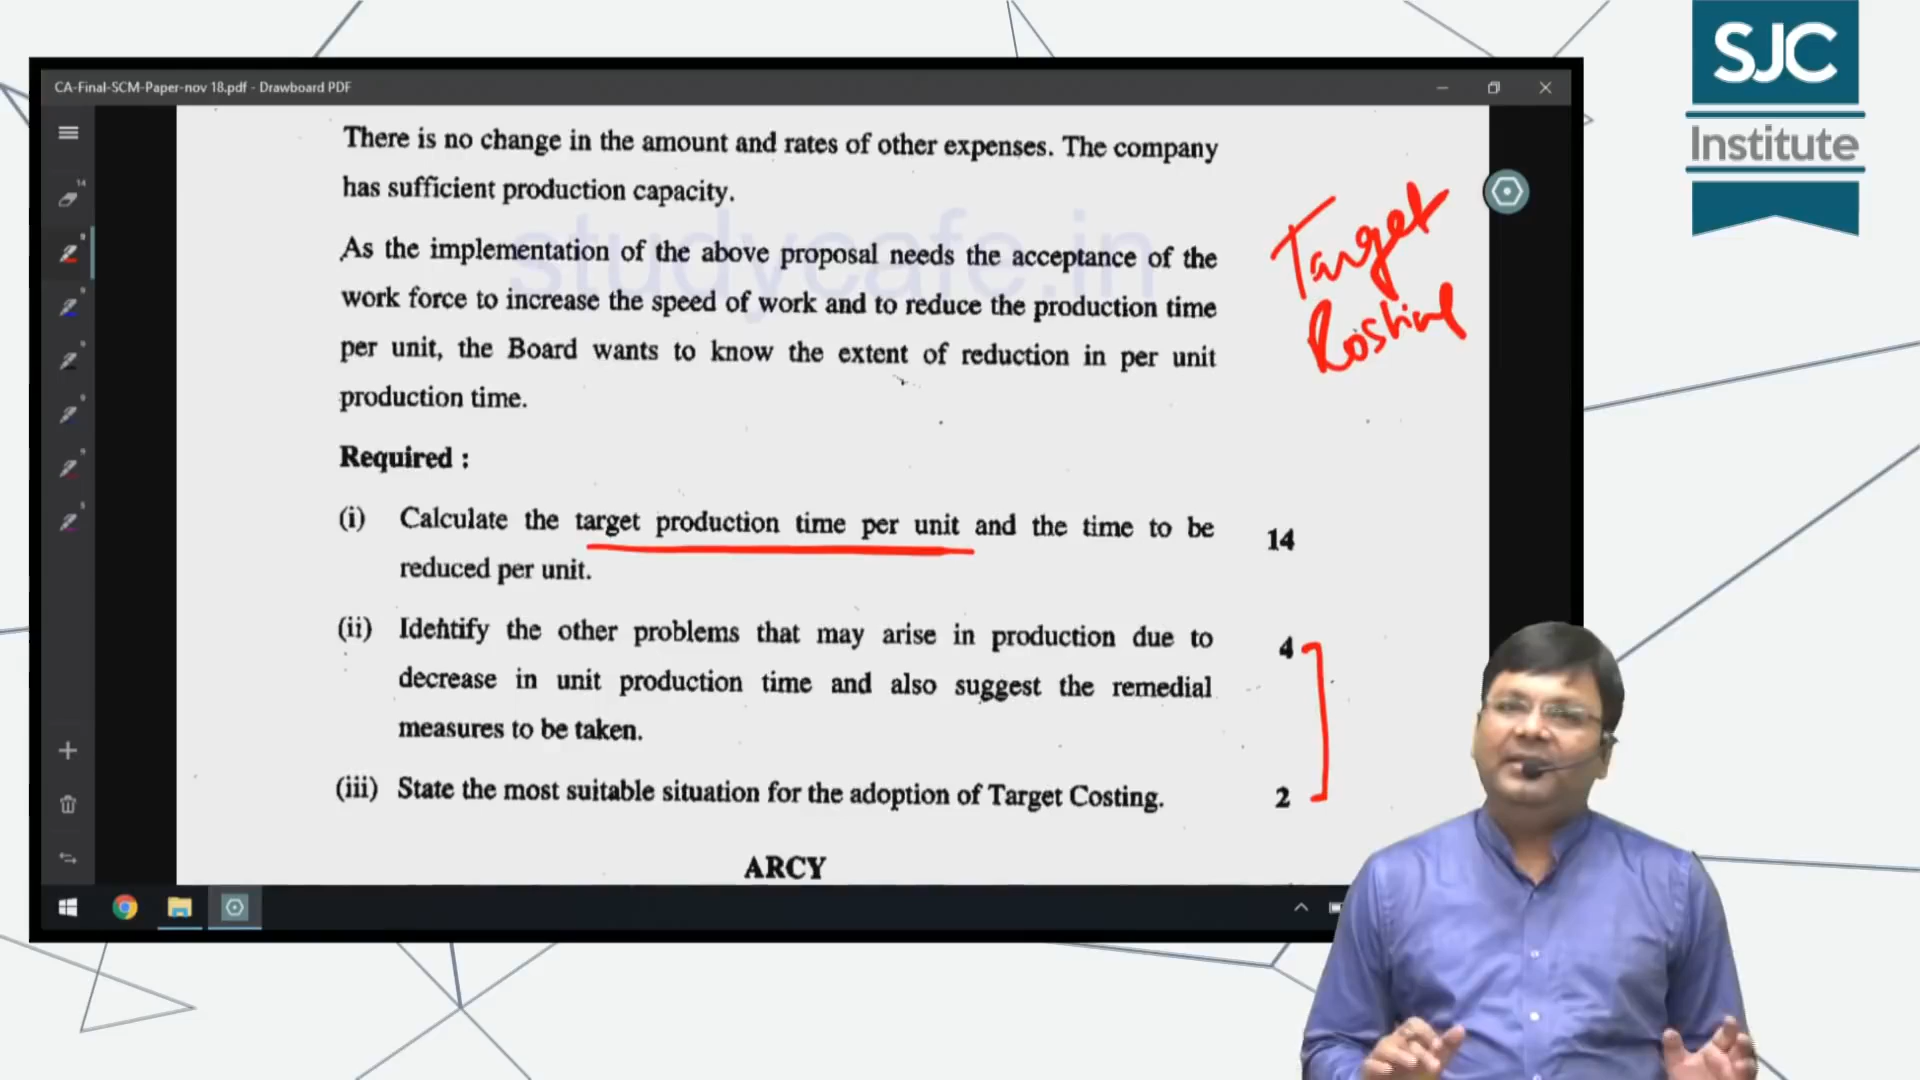 SJC
Institute
CA-Final-SCM-Paper-nov 18.pdf - Drawboard PDF
There is no change in the amount and rates of other expenses. The company
has sufficient production capacity.
studycafe.in
As the implementation of the above proposal needs the acceptance of the
work force to increase the speed of work and to reduce the production time
per unit, the Board wants to know the extent of reduction in per unit
production time.
Target
Costing
Required :
(i) Calculate the target production time per unit and the time to be 14
reduced per unit.
(ii) Identify the other problems that may arise in production due to 4
decrease in unit production time and also suggest the remedial
measures to be taken.
(iii) State the most suitable situation for the adoption of Target Costing. 2
ARCY